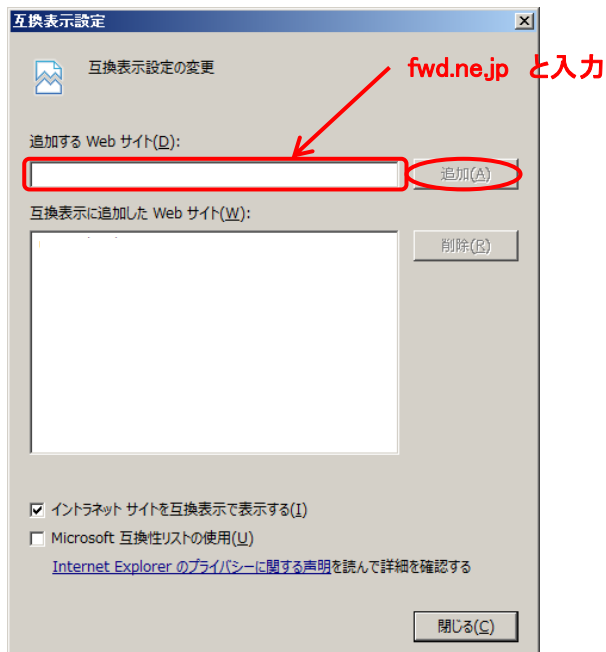 互換表示設定
互換表示設定の変更
fwd.ne.jp と入力
追加する Web サイト(D):
追加(A)
互換表示に追加した Web サイト(W):
削除(R)
イントラネット サイトを互換表示で表示する(I)
Microsoft 互換性リストの使用(U)
Internet Explorer のプライバシーに関する声明を読んで詳細を確認する
閉じる(C)